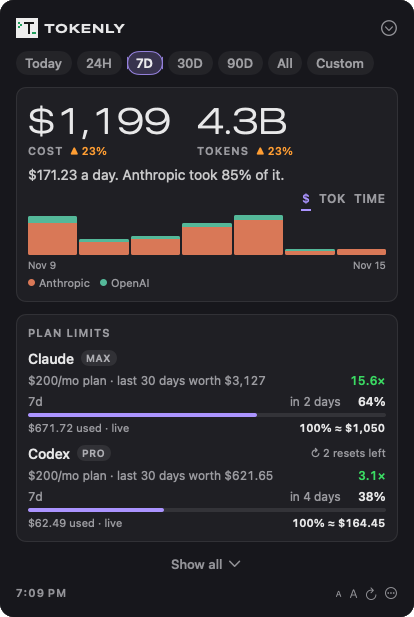 TOKENLY
Today 24H 7D 30D 90D All Custom
$1,199 4.3B
COST ▲ 23% TOKENS ▲ 23%
$171.23 a day. Anthropic took 85% of it.
$ TOK TIME
Nov 9 Nov 15
Anthropic OpenAI
PLAN LIMITS
Claude MAX
$200/mo plan · last 30 days worth $3,127 15.6×
7d in 2 days 64%
$671.72 used · live 100% ≈ $1,050
Codex PRO ↻ 2 resets left
$200/mo plan · last 30 days worth $621.65 3.1×
7d in 4 days 38%
$62.49 used · live 100% ≈ $164.45
Show all
7:09 PM A A